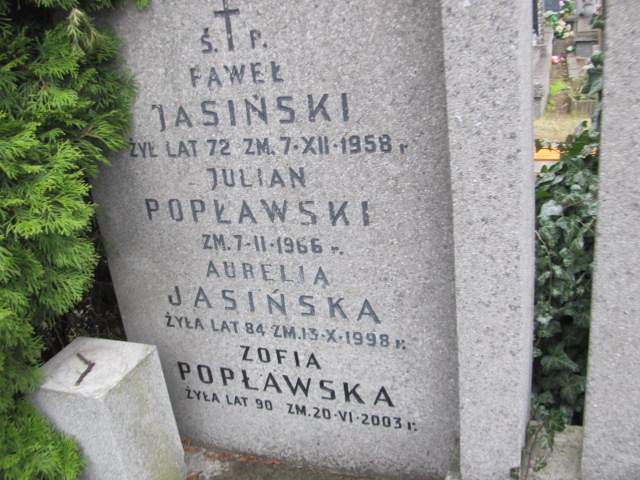 Ś. † P.
PAWEŁ
JASIŃSKI
ŻYŁ LAT 72 ZM. 7·XII·1958 r.
JULIAN
POPŁAWSKI
ZM. 7-II-1966 r.
AURELIĄ
JASIŃSKA
ŻYŁA LAT 84 ZM. 13·X·1998 r.
ZOFIA
POPŁAWSKA
ŻYŁA LAT 90 ZM. 20-VI-2003 r.